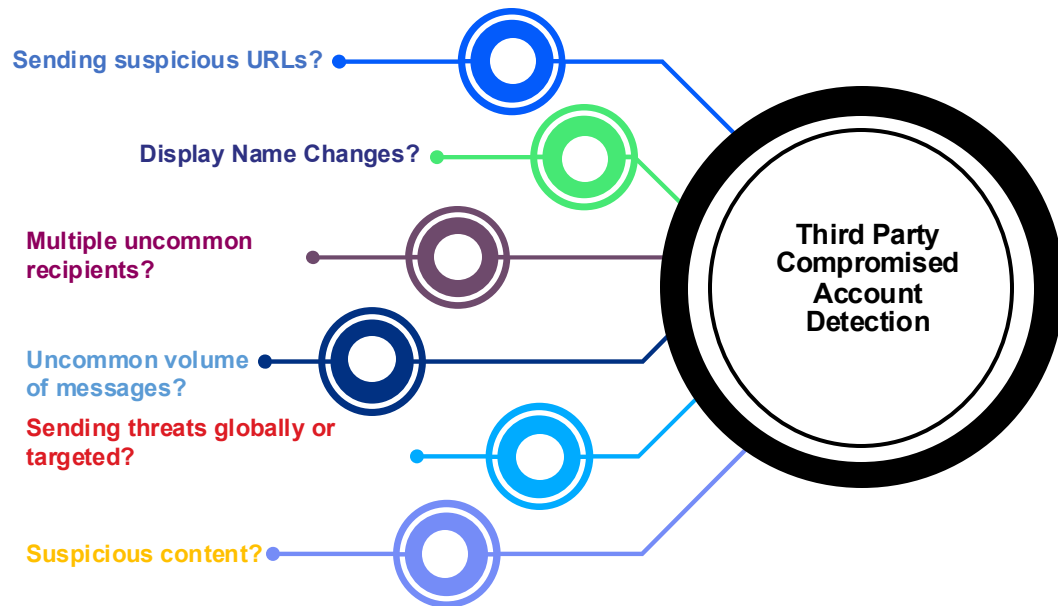 Sending suspicious URLs?
Display Name Changes?
Multiple uncommon
recipients?
Uncommon volume
of messages?
Sending threats globally or
targeted?
Suspicious content?
Third Party
Compromised
Account
Detection